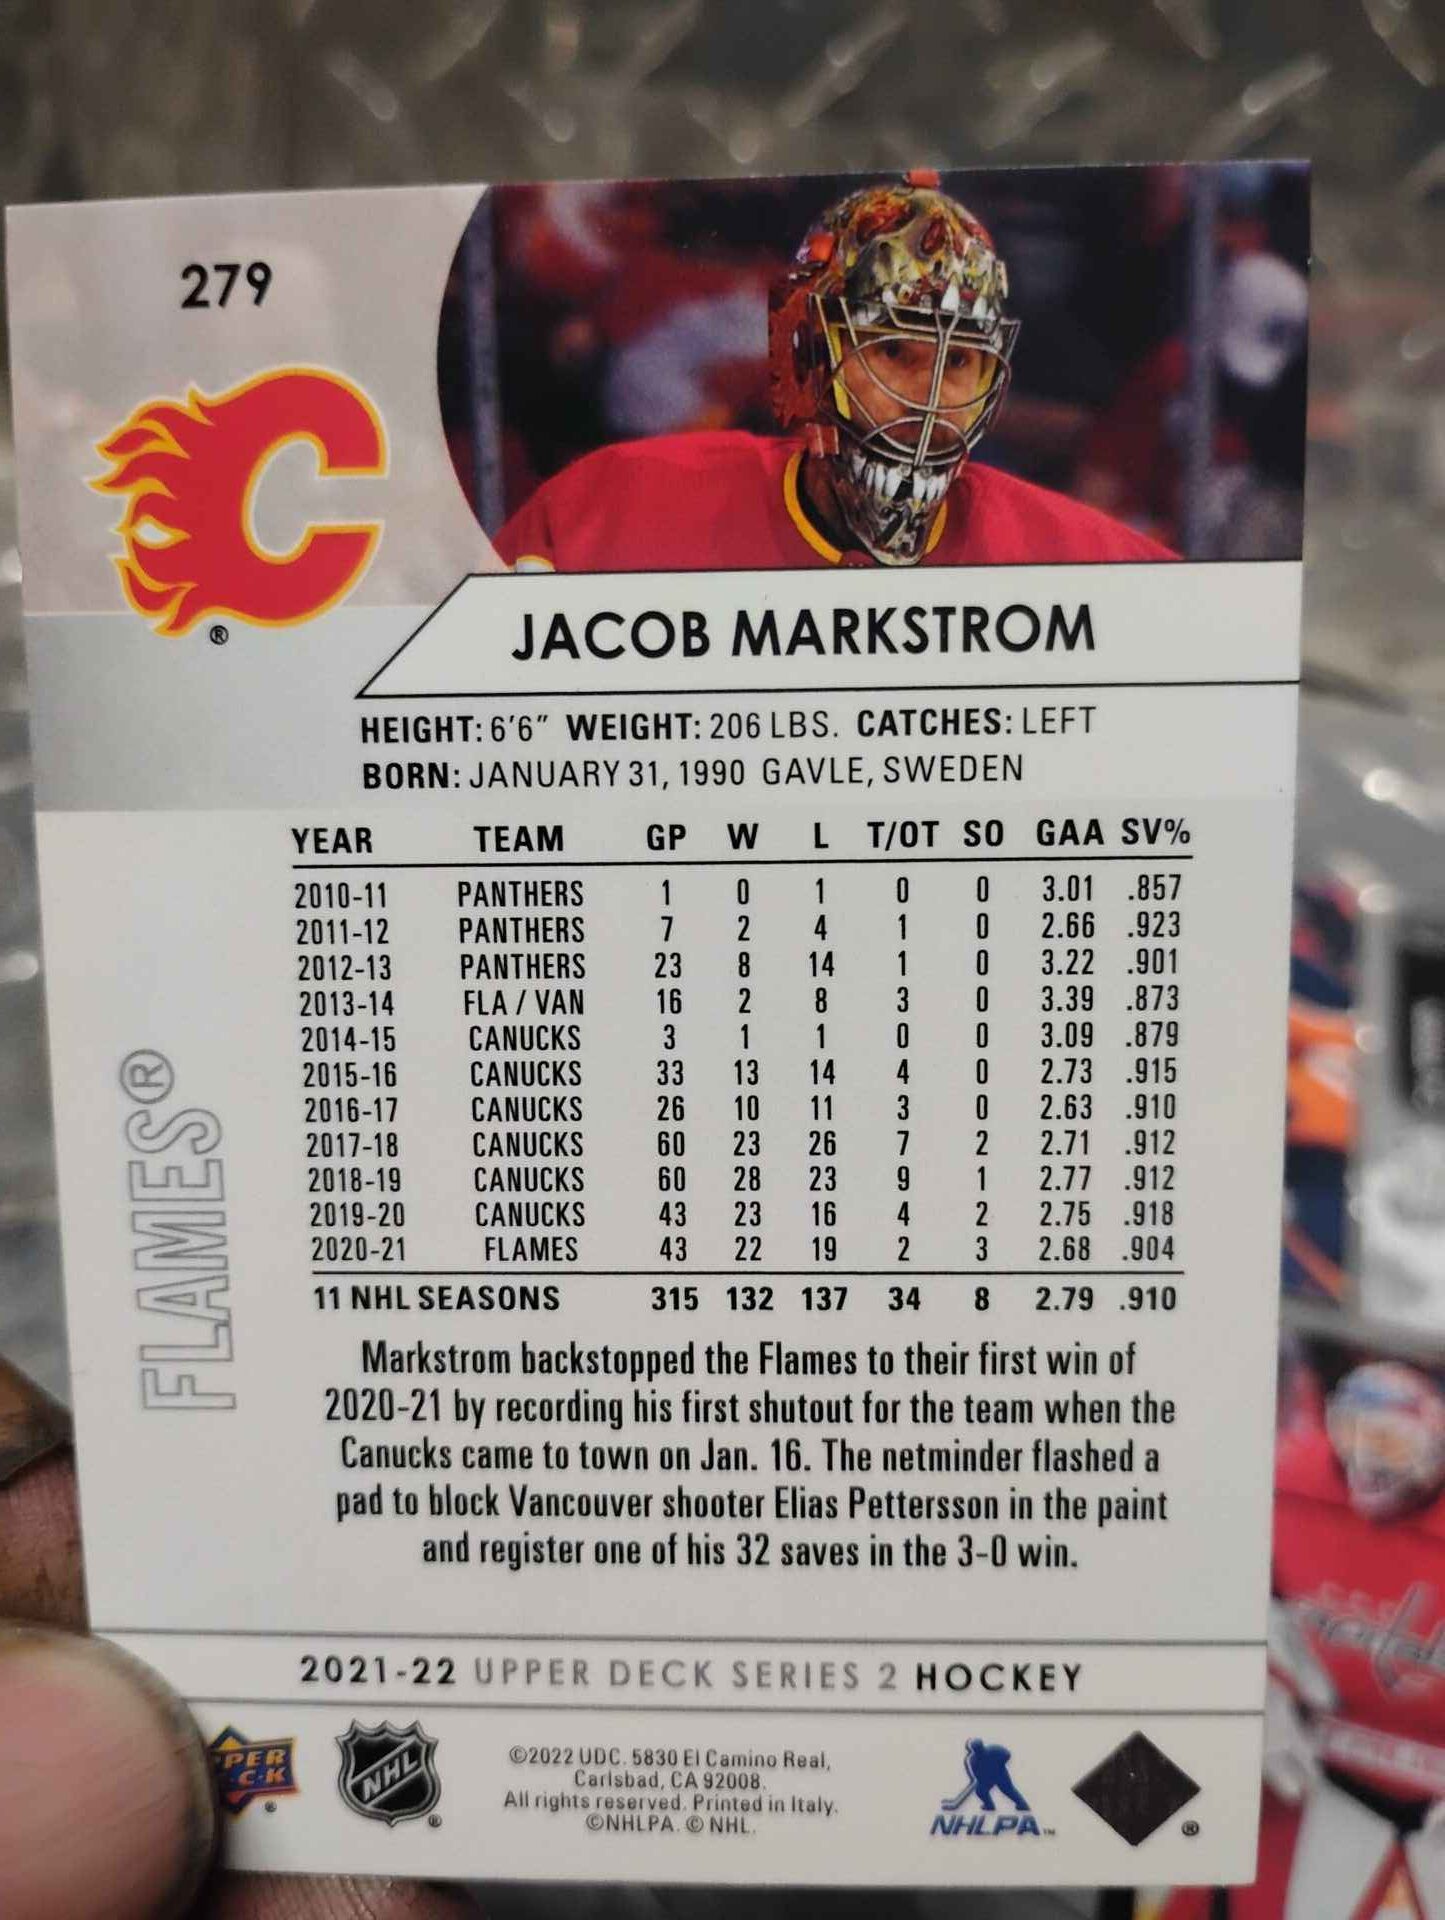 279
®
JACOB MARKSTROM
HEIGHT: 6'6" WEIGHT: 206 LBS. CATCHES: LEFT
BORN: JANUARY 31, 1990 GAVLE, SWEDEN
YEAR TEAM GP W L T/OT SO GAA SV%
2010-11 PANTHERS 1 0 1 0 0 3.01 .857
2011-12 PANTHERS 7 2 4 1 0 2.66 .923
2012-13 PANTHERS 23 8 14 1 0 3.22 .901
2013-14 FLA / VAN 16 2 8 3 0 3.39 .873
2014-15 CANUCKS 3 1 1 0 0 3.09 .879
2015-16 CANUCKS 33 13 14 4 0 2.73 .915
2016-17 CANUCKS 26 10 11 3 0 2.63 .910
2017-18 CANUCKS 60 23 26 7 2 2.71 .912
2018-19 CANUCKS 60 28 23 9 1 2.77 .912
2019-20 CANUCKS 43 23 16 4 2 2.75 .918
2020-21 FLAMES 43 22 19 2 3 2.68 .904
11 NHL SEASONS 315 132 137 34 8 2.79 .910
FLAMES®
Markstrom backstopped the Flames to their first win of
2020-21 by recording his first shutout for the team when the
Canucks came to town on Jan. 16. The netminder flashed a
pad to block Vancouver shooter Elias Pettersson in the paint
and register one of his 32 saves in the 3-0 win.
2021-22 UPPER DECK SERIES 2 HOCKEY
NHL ®
©2022 UDC. 5830 El Camino Real,
Carlsbad, CA 92008.
All rights reserved. Printed in Italy.
©NHLPA. © NHL.
NHLPA™
®